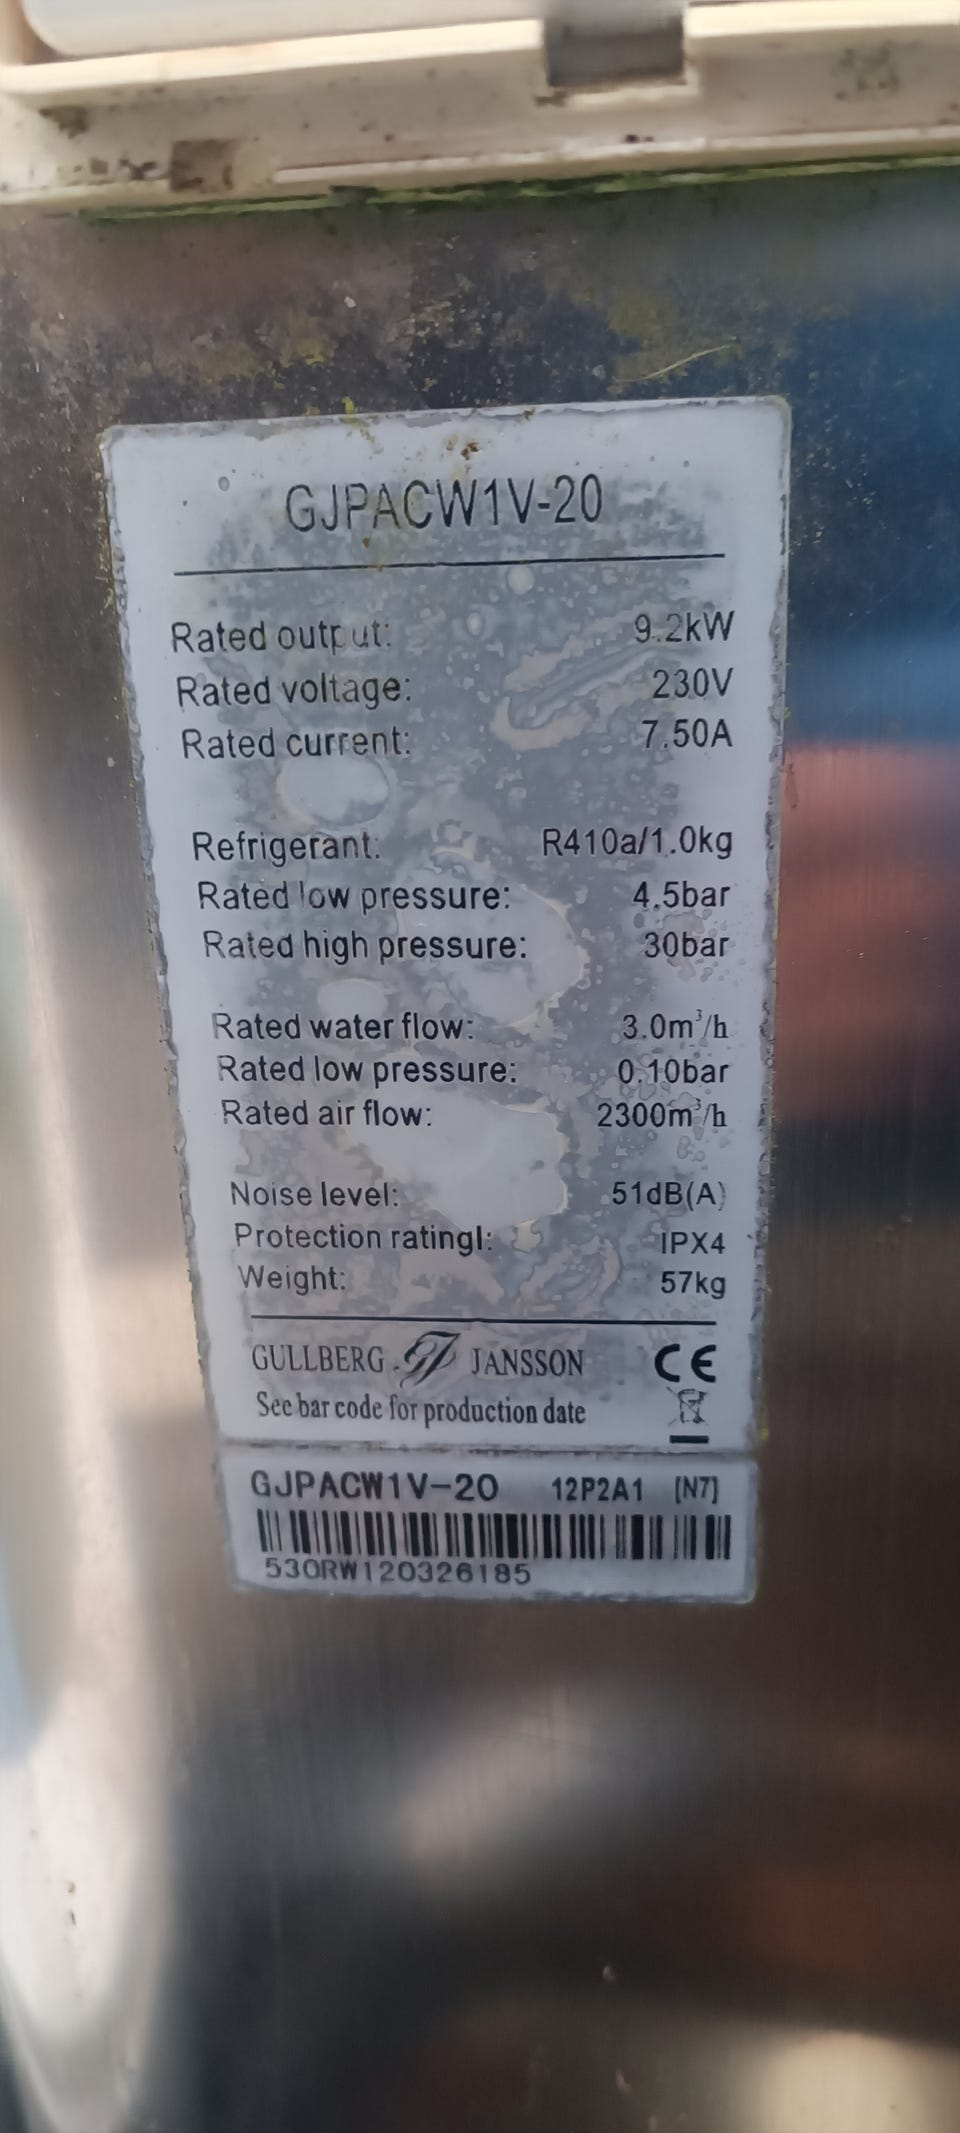 GJPACW1V-20
Rated output: 9.2kW
Rated voltage: 230V
Rated current: 7.50A
Refrigerant: R410a/1.0kg
Rated low pressure: 4.5bar
Rated high pressure: 30bar
Rated water flow: 3.0m³/h
Rated low pressure: 0.10bar
Rated air flow: 2300m³/h
Noise level: 51dB(A)
Protection ratingl: IPX4
Weight: 57kg
GULLBERG GJ JANSSON CE
See bar code for production date
GJPACW1V-20 12P2A1 [N7]
530RW120326185